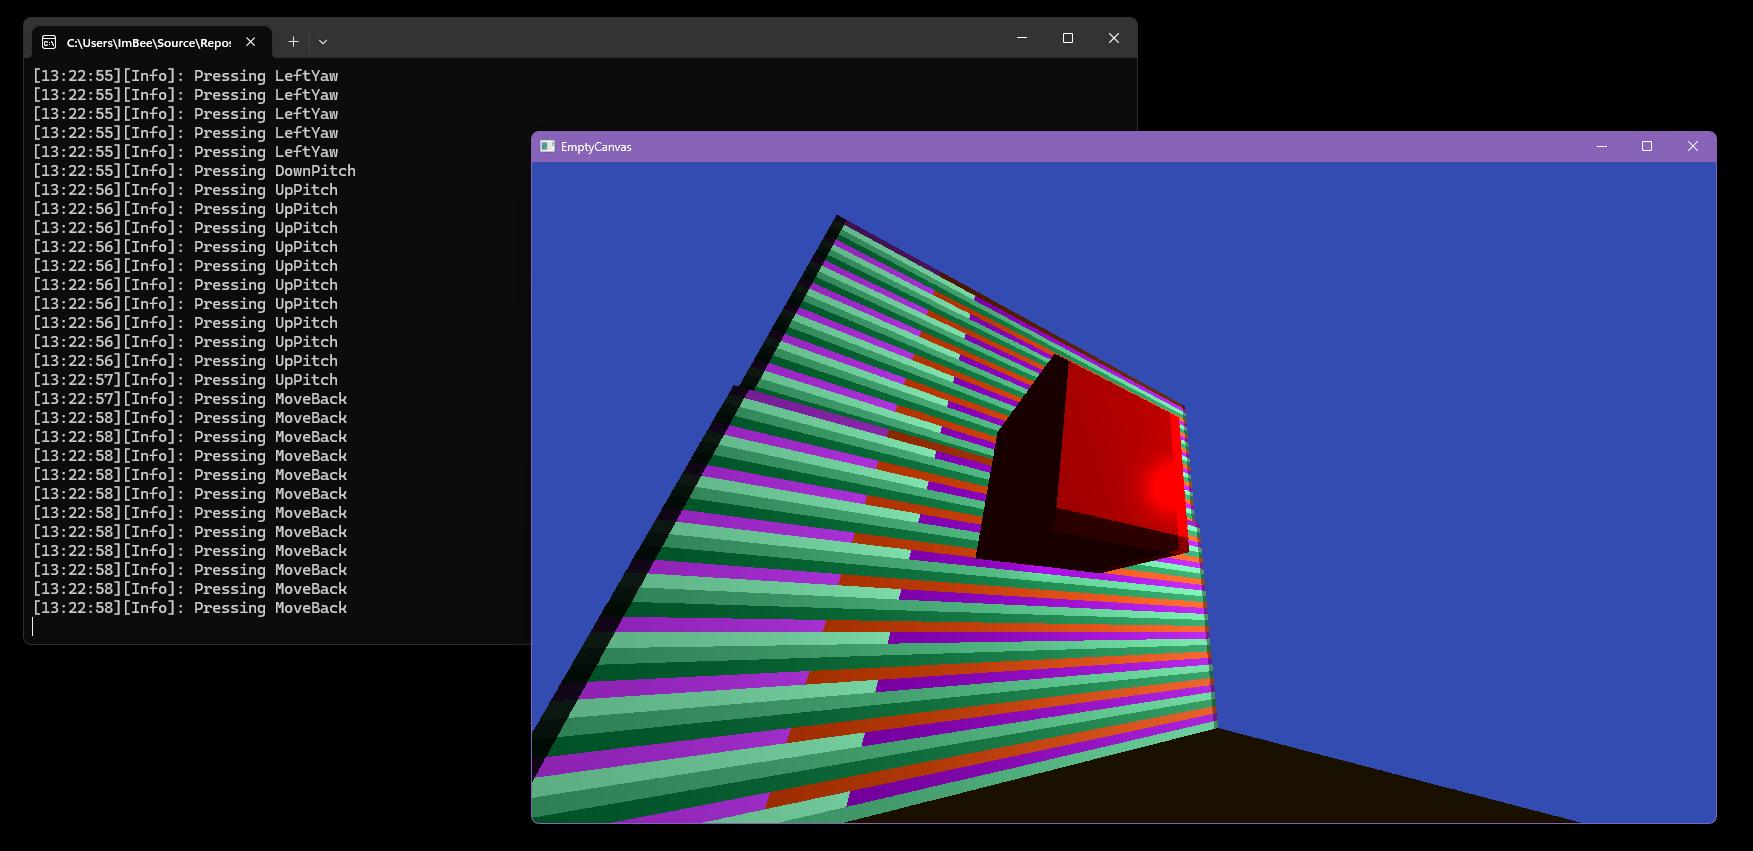 C:\Users\ImBee\Source\Repos
[13:22:55][Info]: Pressing LeftYaw
[13:22:55][Info]: Pressing LeftYaw
[13:22:55][Info]: Pressing LeftYaw
[13:22:55][Info]: Pressing LeftYaw
[13:22:55][Info]: Pressing LeftYaw
[13:22:55][Info]: Pressing DownPitch
[13:22:56][Info]: Pressing UpPitch
[13:22:56][Info]: Pressing UpPitch
[13:22:56][Info]: Pressing UpPitch
[13:22:56][Info]: Pressing UpPitch
[13:22:56][Info]: Pressing UpPitch
[13:22:56][Info]: Pressing UpPitch
[13:22:56][Info]: Pressing UpPitch
[13:22:56][Info]: Pressing UpPitch
[13:22:56][Info]: Pressing UpPitch
[13:22:56][Info]: Pressing UpPitch
[13:22:57][Info]: Pressing UpPitch
[13:22:57][Info]: Pressing MoveBack
[13:22:58][Info]: Pressing MoveBack
[13:22:58][Info]: Pressing MoveBack
[13:22:58][Info]: Pressing MoveBack
[13:22:58][Info]: Pressing MoveBack
[13:22:58][Info]: Pressing MoveBack
[13:22:58][Info]: Pressing MoveBack
[13:22:58][Info]: Pressing MoveBack
[13:22:58][Info]: Pressing MoveBack
[13:22:58][Info]: Pressing MoveBack
[13:22:58][Info]: Pressing MoveBack
[13:22:58][Info]: Pressing MoveBack
EmptyCanvas